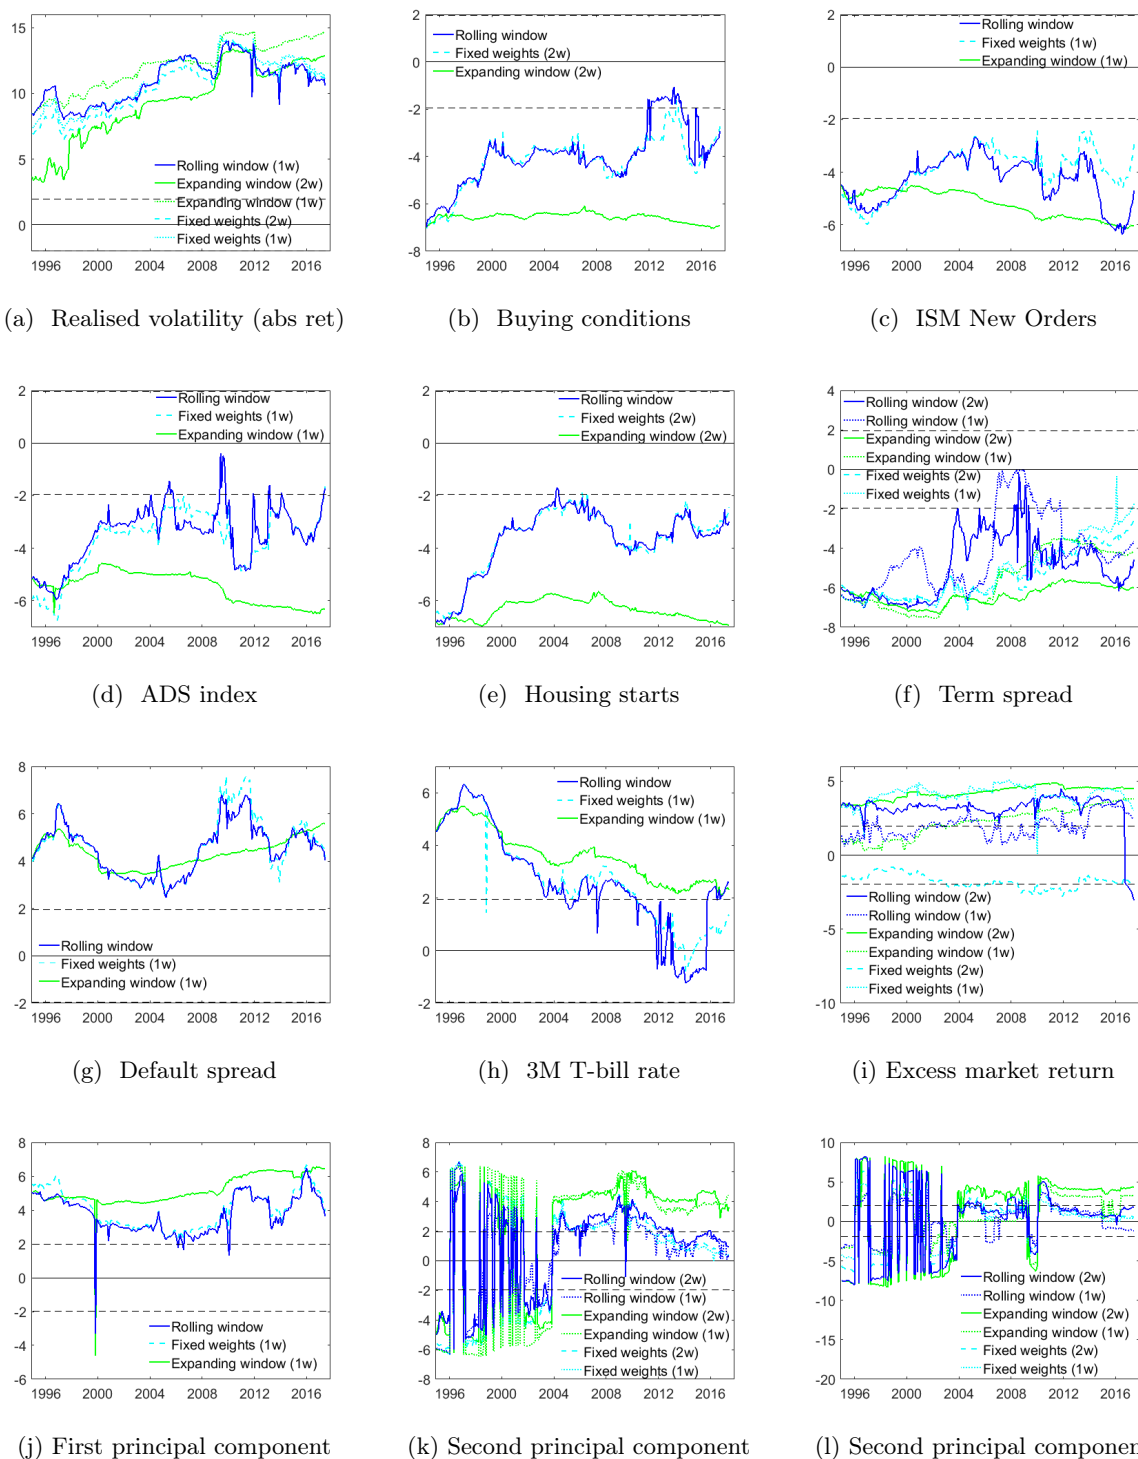 15
10
5
0
Rolling window (1w)
Expanding window (2w)
Expanding window (1w)
Fixed weights (2w)
Fixed weights (1w)
1996 2000 2004 2008 2012 2016
(a) Realised volatility (abs ret)
2
0
-2
-4
-6
-8
Rolling window
Fixed weights (2w)
Expanding window (2w)
1996 2000 2004 2008 2012 2016
(b) Buying conditions
2
0
-2
-4
-6
Rolling window
Fixed weights (1w)
Expanding window (1w)
1996 2000 2004 2008 2012 2016
(c) ISM New Orders
2
0
-2
-4
-6
Rolling window
Fixed weights (1w)
Expanding window (1w)
1996 2000 2004 2008 2012 2016
(d) ADS index
2
0
-2
-4
-6
Rolling window
Fixed weights (2w)
Expanding window (2w)
1996 2000 2004 2008 2012 2016
(e) Housing starts
4
2
0
-2
-4
-6
-8
Rolling window (2w)
Rolling window (1w)
Expanding window (2w)
Expanding window (1w)
Fixed weights (2w)
Fixed weights (1w)
1996 2000 2004 2008 2012 2016
(f) Term spread
8
6
4
2
0
-2
Rolling window
Fixed weights (1w)
Expanding window (1w)
1996 2000 2004 2008 2012 2016
(g) Default spread
6
4
2
0
-2
Rolling window
Fixed weights (1w)
Expanding window (1w)
1996 2000 2004 2008 2012 2016
(h) 3M T-bill rate
5
0
-5
-10
Rolling window (2w)
Rolling window (1w)
Expanding window (2w)
Expanding window (1w)
Fixed weights (2w)
Fixed weights (1w)
1996 2000 2004 2008 2012 2016
(i) Excess market return
8
6
4
2
0
-2
-4
-6
Rolling window
Fixed weights (1w)
Expanding window (1w)
1996 2000 2004 2008 2012 2016
(j) First principal component
8
6
4
2
0
-2
-4
-6
-8
Rolling window (2w)
Rolling window (1w)
Expanding window (2w)
Expanding window (1w)
Fixed weights (2w)
Fixed weights (1w)
1996 2000 2004 2008 2012 2016
(k) Second principal component
10
5
0
-5
-10
-15
-20
Rolling window (2w)
Rolling window (1w)
Expanding window (2w)
Expanding window (1w)
Fixed weights (2w)
Fixed weights (1w)
1996 2000 2004 2008 2012 2016
(l) Second principal componen